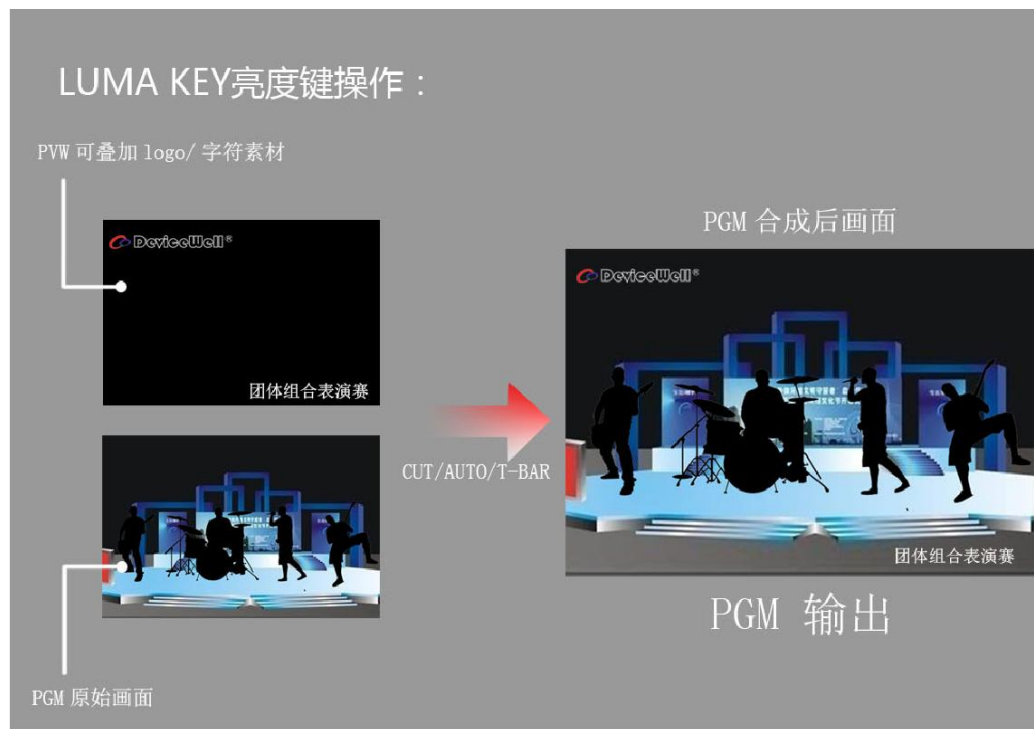 LUMA KEY亮度键操作：
PVW 可叠加 logo/ 字符素材
DeviceWell®
团体组合表演赛
PGM 合成后画面
DeviceWell®
CUT/AUTO/T-BAR
团体组合表演赛
PGM 输出
PGM 原始画面